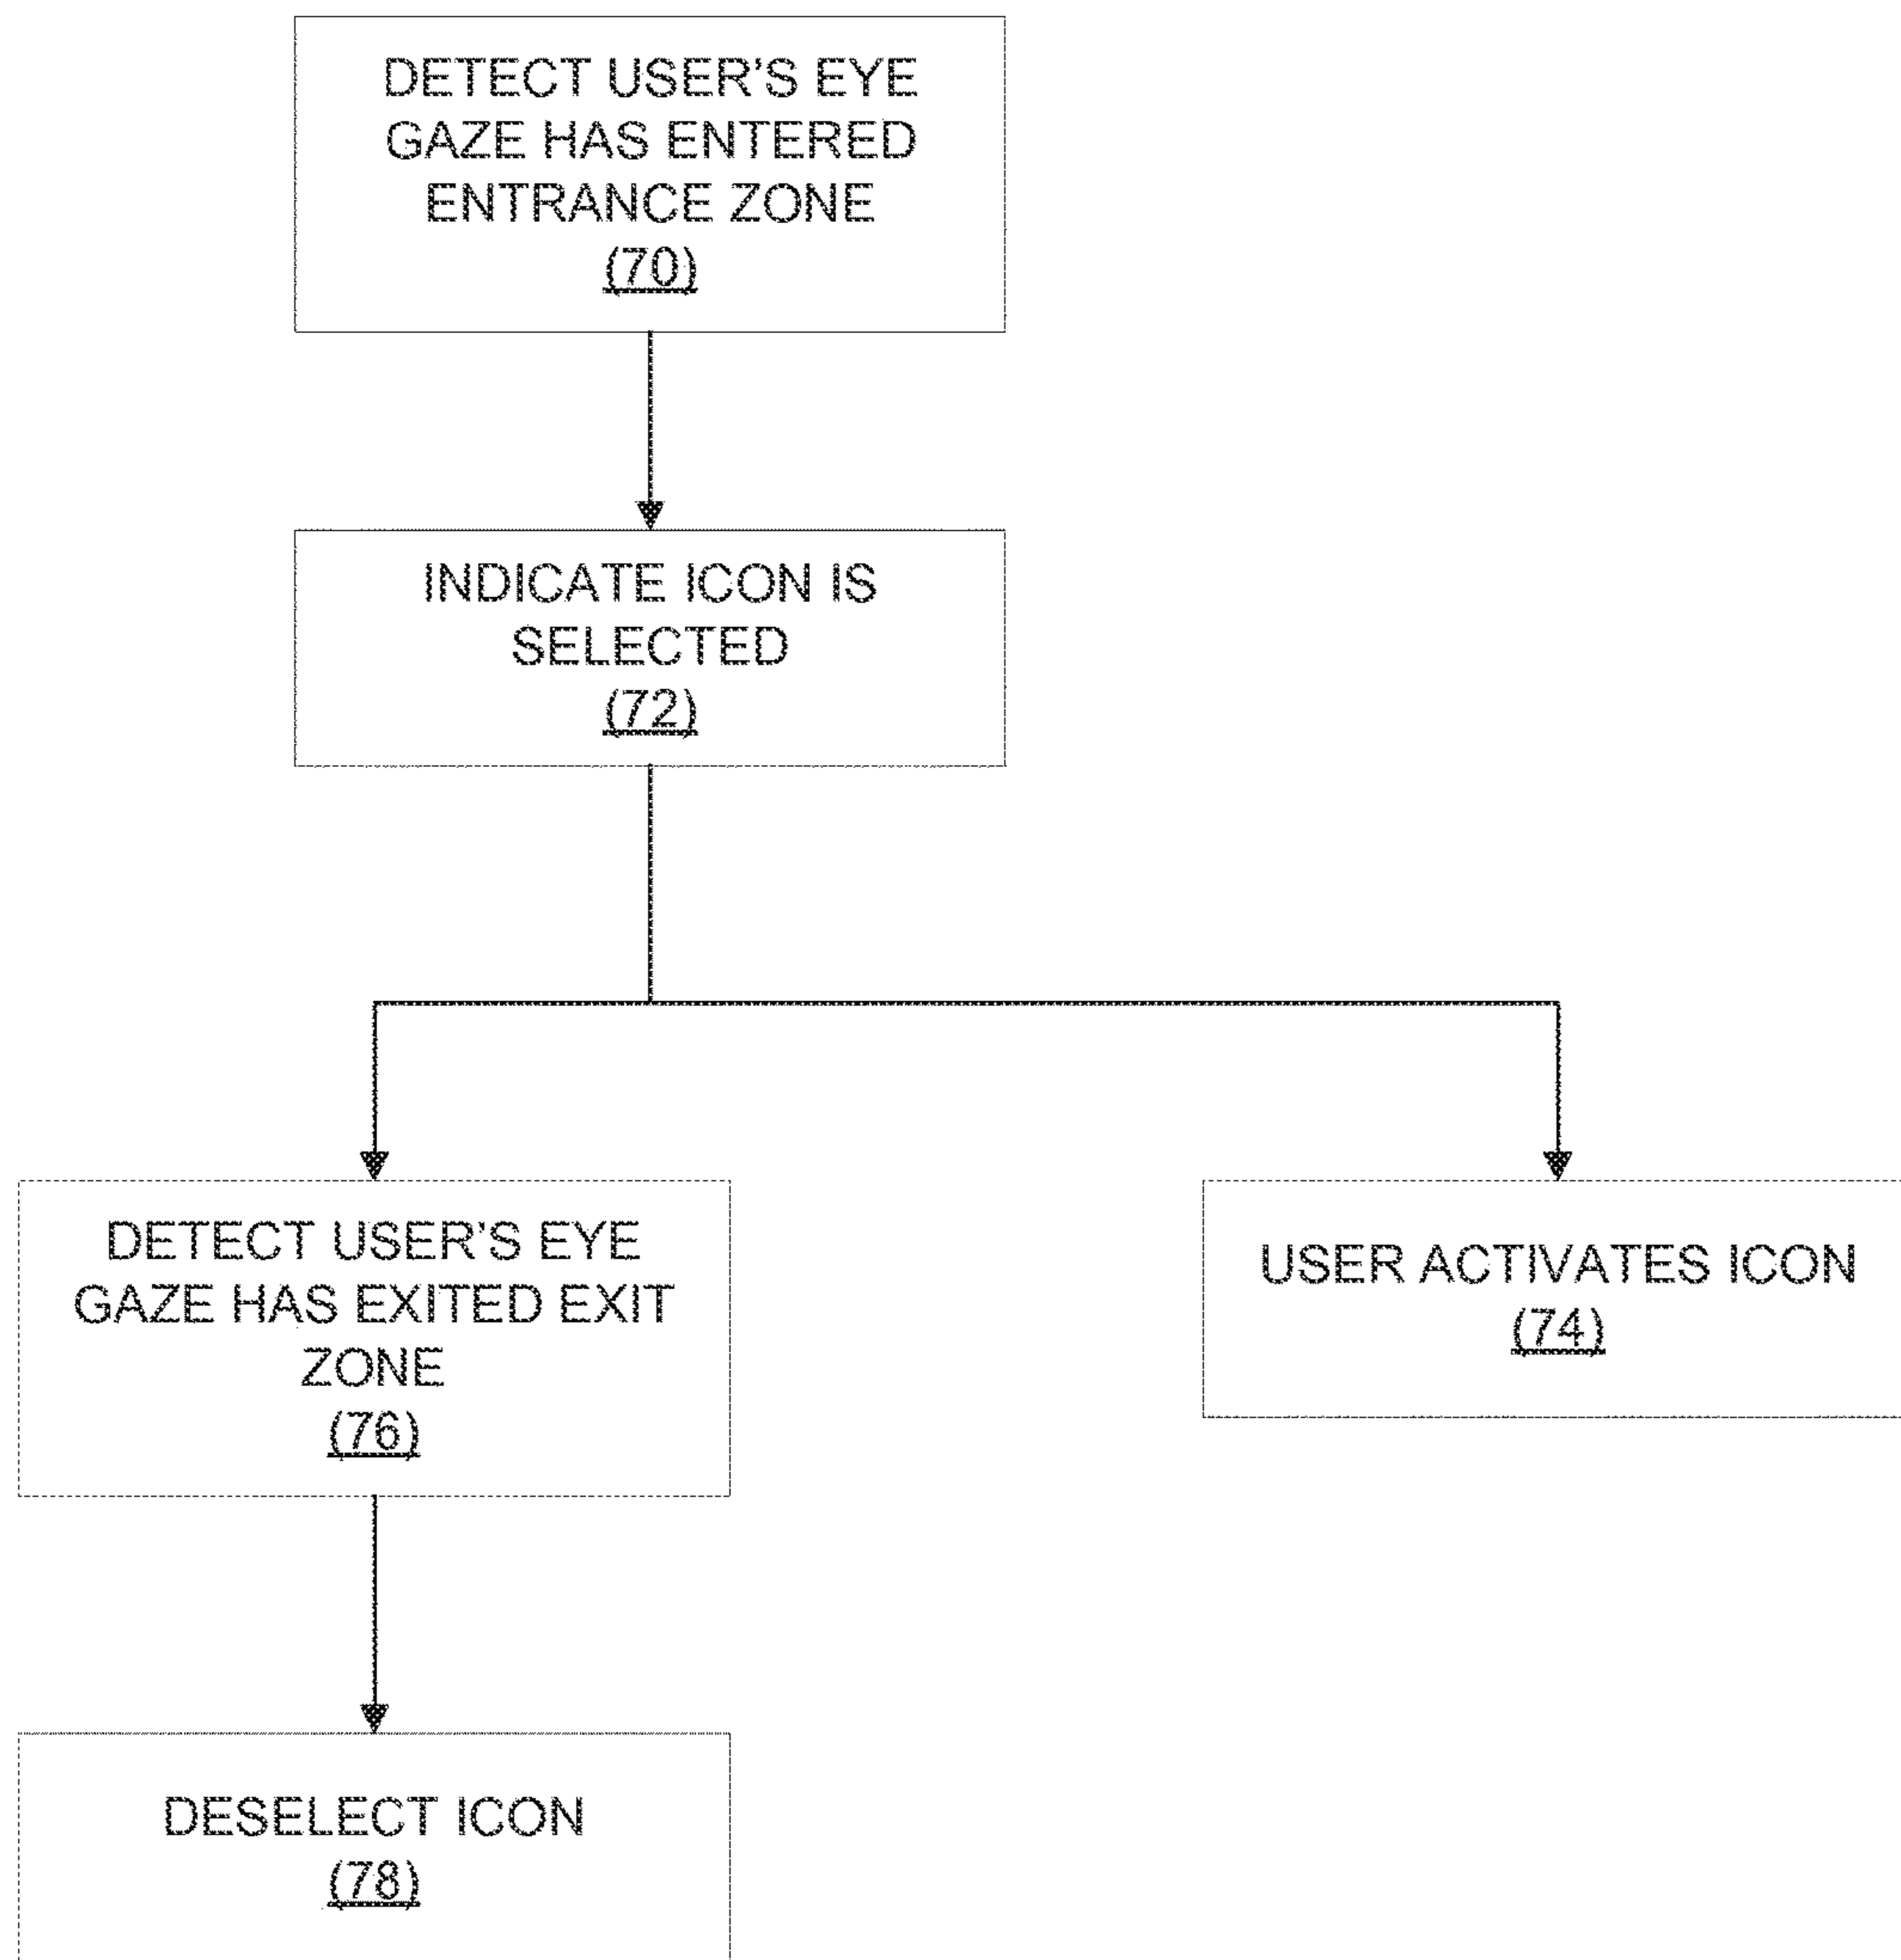 DETECT USER'S EYE
GAZE HAS ENTERED
ENTRANCE ZONE
(70)
INDICATE ICON IS
SELECTED
(72)
DETECT USER'S EYE
GAZE HAS EXITED EXIT
ZONE
(76)
USER ACTIVATES ICON
(74)
DESELECT ICON
(78)